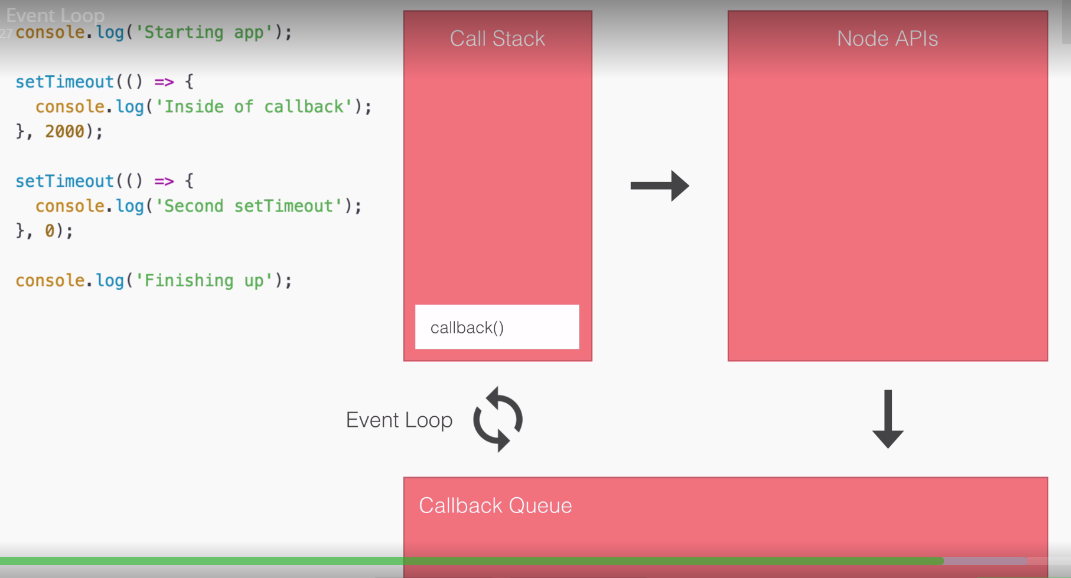 Event Loop
27
console.log('Starting app');
setTimeout(() => {
  console.log('Inside of callback');
}, 2000);
setTimeout(() => {
  console.log('Second setTimeout');
}, 0);
console.log('Finishing up');
Call Stack
callback()
Node APIs
Event Loop
Callback Queue